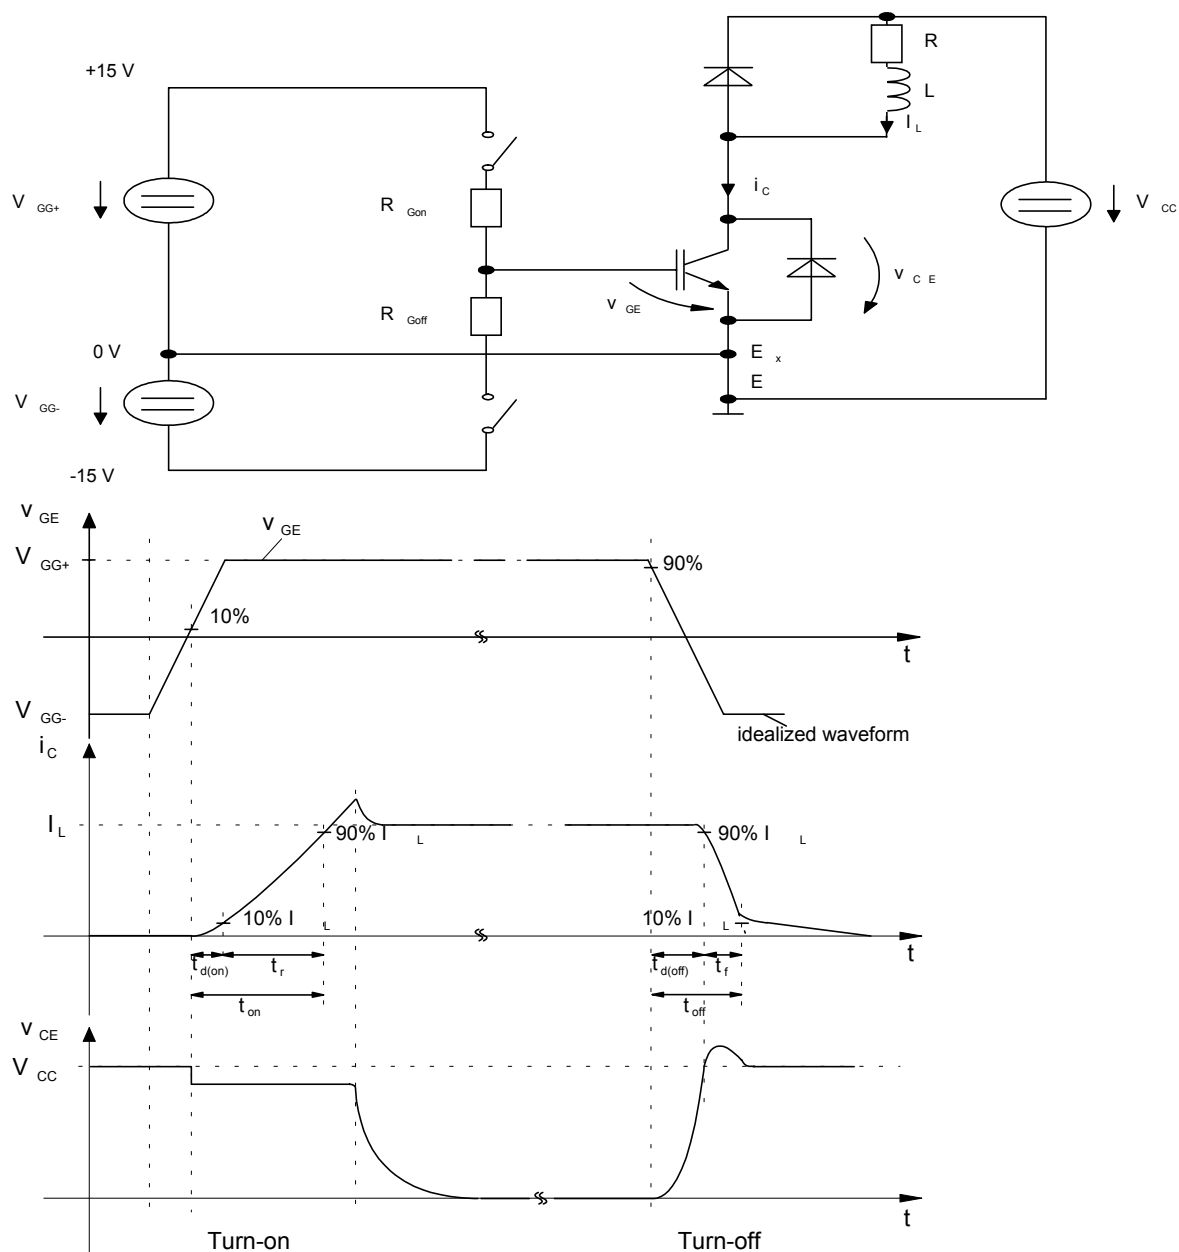 +15 V
R
L
I L
V GG+
R Gon
i C
V CC
v C E
v GE
R Goff
0 V
E x
E
V GG-
-15 V
v GE
v GE
V GG+
90%
10%
t
V GG-
idealized waveform
i C
I L
90% I L
90% I L
10% I L
10% I L
t
t d(on)
t r
t d(off)
t f
t on
t off
v CE
V CC
t
Turn-on
Turn-off